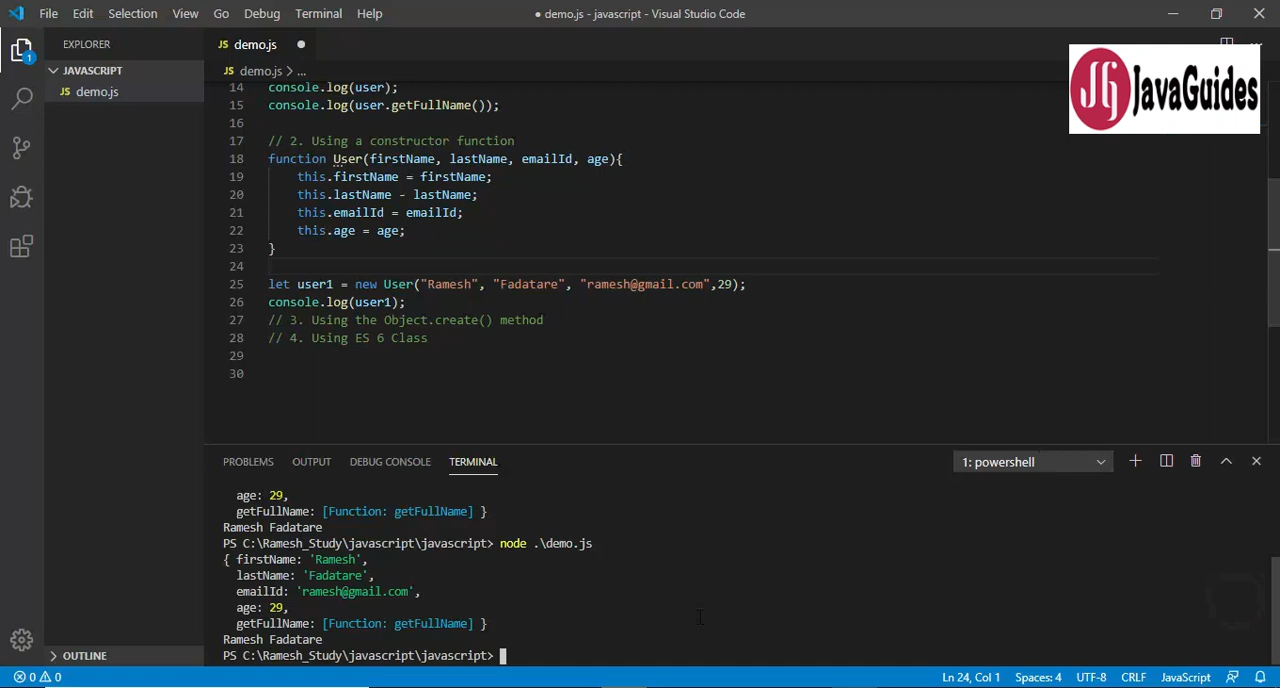 File Edit Selection View Go Debug Terminal Help ● demo.js - javascript - Visual Studio Code
EXPLORER
JS demo.js ●
JavaGuides
1
JAVASCRIPT
JS demo.js
JS demo.js > ...
14 console.log(user);
15 console.log(user.getFullName());
16
17 // 2. Using a constructor function
18 function User(firstName, lastName, emailId, age){
19 this.firstName = firstName;
20 this.lastName - lastName;
21 this.emailId = emailId;
22 this.age = age;
23 }
24
25 let user1 = new User("Ramesh", "Fadatare", "ramesh@gmail.com",29);
26 console.log(user1);
27 // 3. Using the Object.create() method
28 // 4. Using ES 6 Class
29
30
PROBLEMS OUTPUT DEBUG CONSOLE TERMINAL 1: powershell
age: 29,
getFullName: [Function: getFullName] }
Ramesh Fadatare
PS C:\Ramesh_Study\javascript\javascript> node .\demo.js
{ firstName: 'Ramesh',
lastName: 'Fadatare',
emailId: 'ramesh@gmail.com',
age: 29,
getFullName: [Function: getFullName] }
Ramesh Fadatare
PS C:\Ramesh_Study\javascript\javascript>
OUTLINE
0 0 Ln 24, Col 1 Spaces: 4 UTF-8 CRLF JavaScript